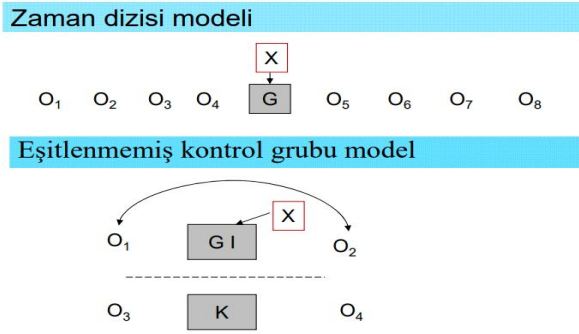 Zaman dizisi modeli
X
O₁ O₂ O₃ O₄ G O₅ O₆ O₇ O₈
Eşitlenmemiş kontrol grubu model
X
O₁ G I O₂
O₃ K O₄